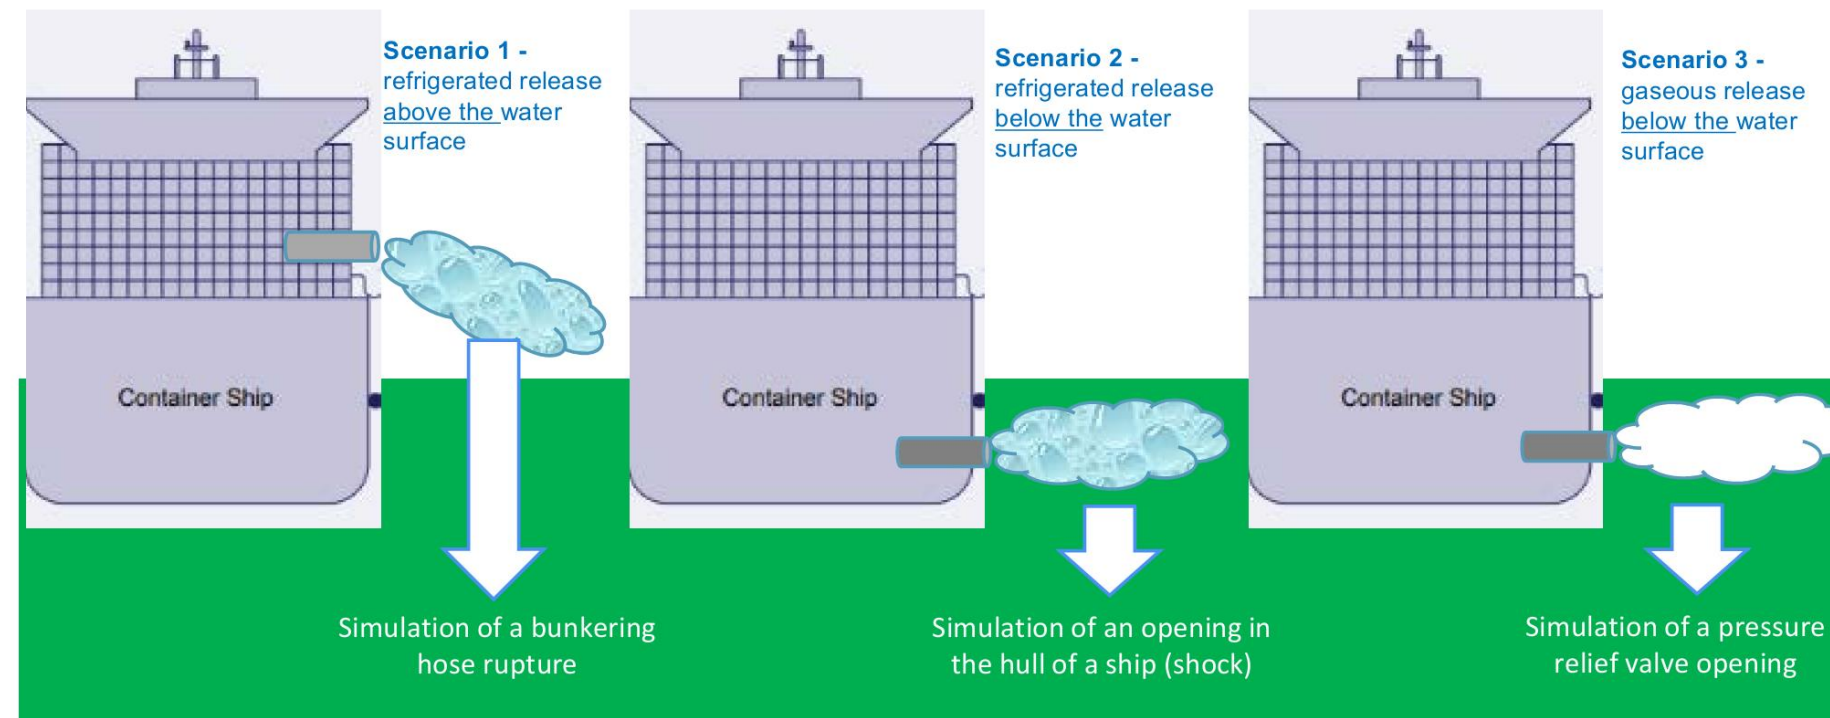 Scenario 1 -
refrigerated release
above the water
surface
Scenario 2 -
refrigerated release
below the water
surface
Scenario 3 -
gaseous release
below the water
surface
Container Ship
Container Ship
Container Ship
Simulation of a bunkering
hose rupture
Simulation of an opening in
the hull of a ship (shock)
Simulation of a pressure
relief valve opening